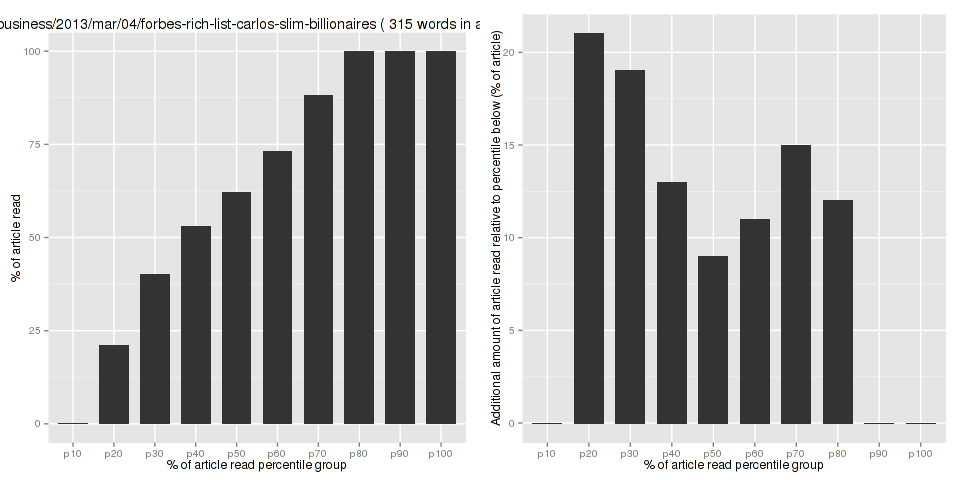 business/2013/mar/04/forbes-rich-list-carlos-slim-billionaires ( 315 words in a
100
75
50
25
0
% of article read
p10 p20 p30 p40 p50 p60 p70 p80 p90 p100
% of article read percentile group
20
15
10
5
0
Additional amount of article read relative to percentile below (% of article)
p10 p20 p30 p40 p50 p60 p70 p80 p90 p100
% of article read percentile group